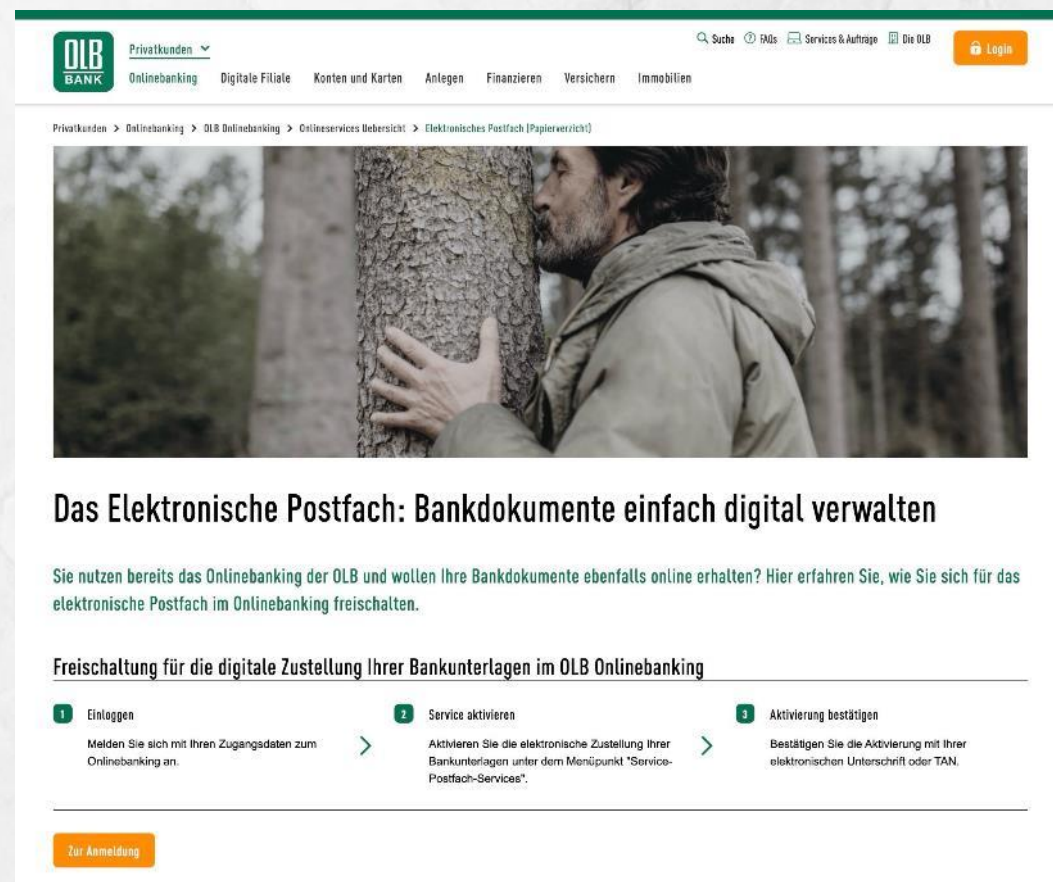 OLB
BANK
Privatkunden
Suche FAQs Services & Aufträge Die OLB
Login
Onlinebanking Digitale Filiale Konten und Karten Anlegen Finanzieren Versichern Immobilien
Privatkunden > Onlinebanking > OLB Onlinebanking > Onlineservices Uebersicht > Elektronisches Postfach (Papierverzicht)
Das Elektronische Postfach: Bankdokumente einfach digital verwalten
Sie nutzen bereits das Onlinebanking der OLB und wollen Ihre Bankdokumente ebenfalls online erhalten? Hier erfahren Sie, wie Sie sich für das
elektronische Postfach im Onlinebanking freischalten.
Freischaltung für die digitale Zustellung Ihrer Bankunterlagen im OLB Onlinebanking
1 Einloggen
Melden Sie sich mit Ihren Zugangsdaten zum
Onlinebanking an.
2 Service aktivieren
Aktivieren Sie die elektronische Zustellung Ihrer
Bankunterlagen unter dem Menüpunkt "Service-
Postfach-Services".
3 Aktivierung bestätigen
Bestätigen Sie die Aktivierung mit Ihrer
elektronischen Unterschrift oder TAN.
Zur Anmeldung